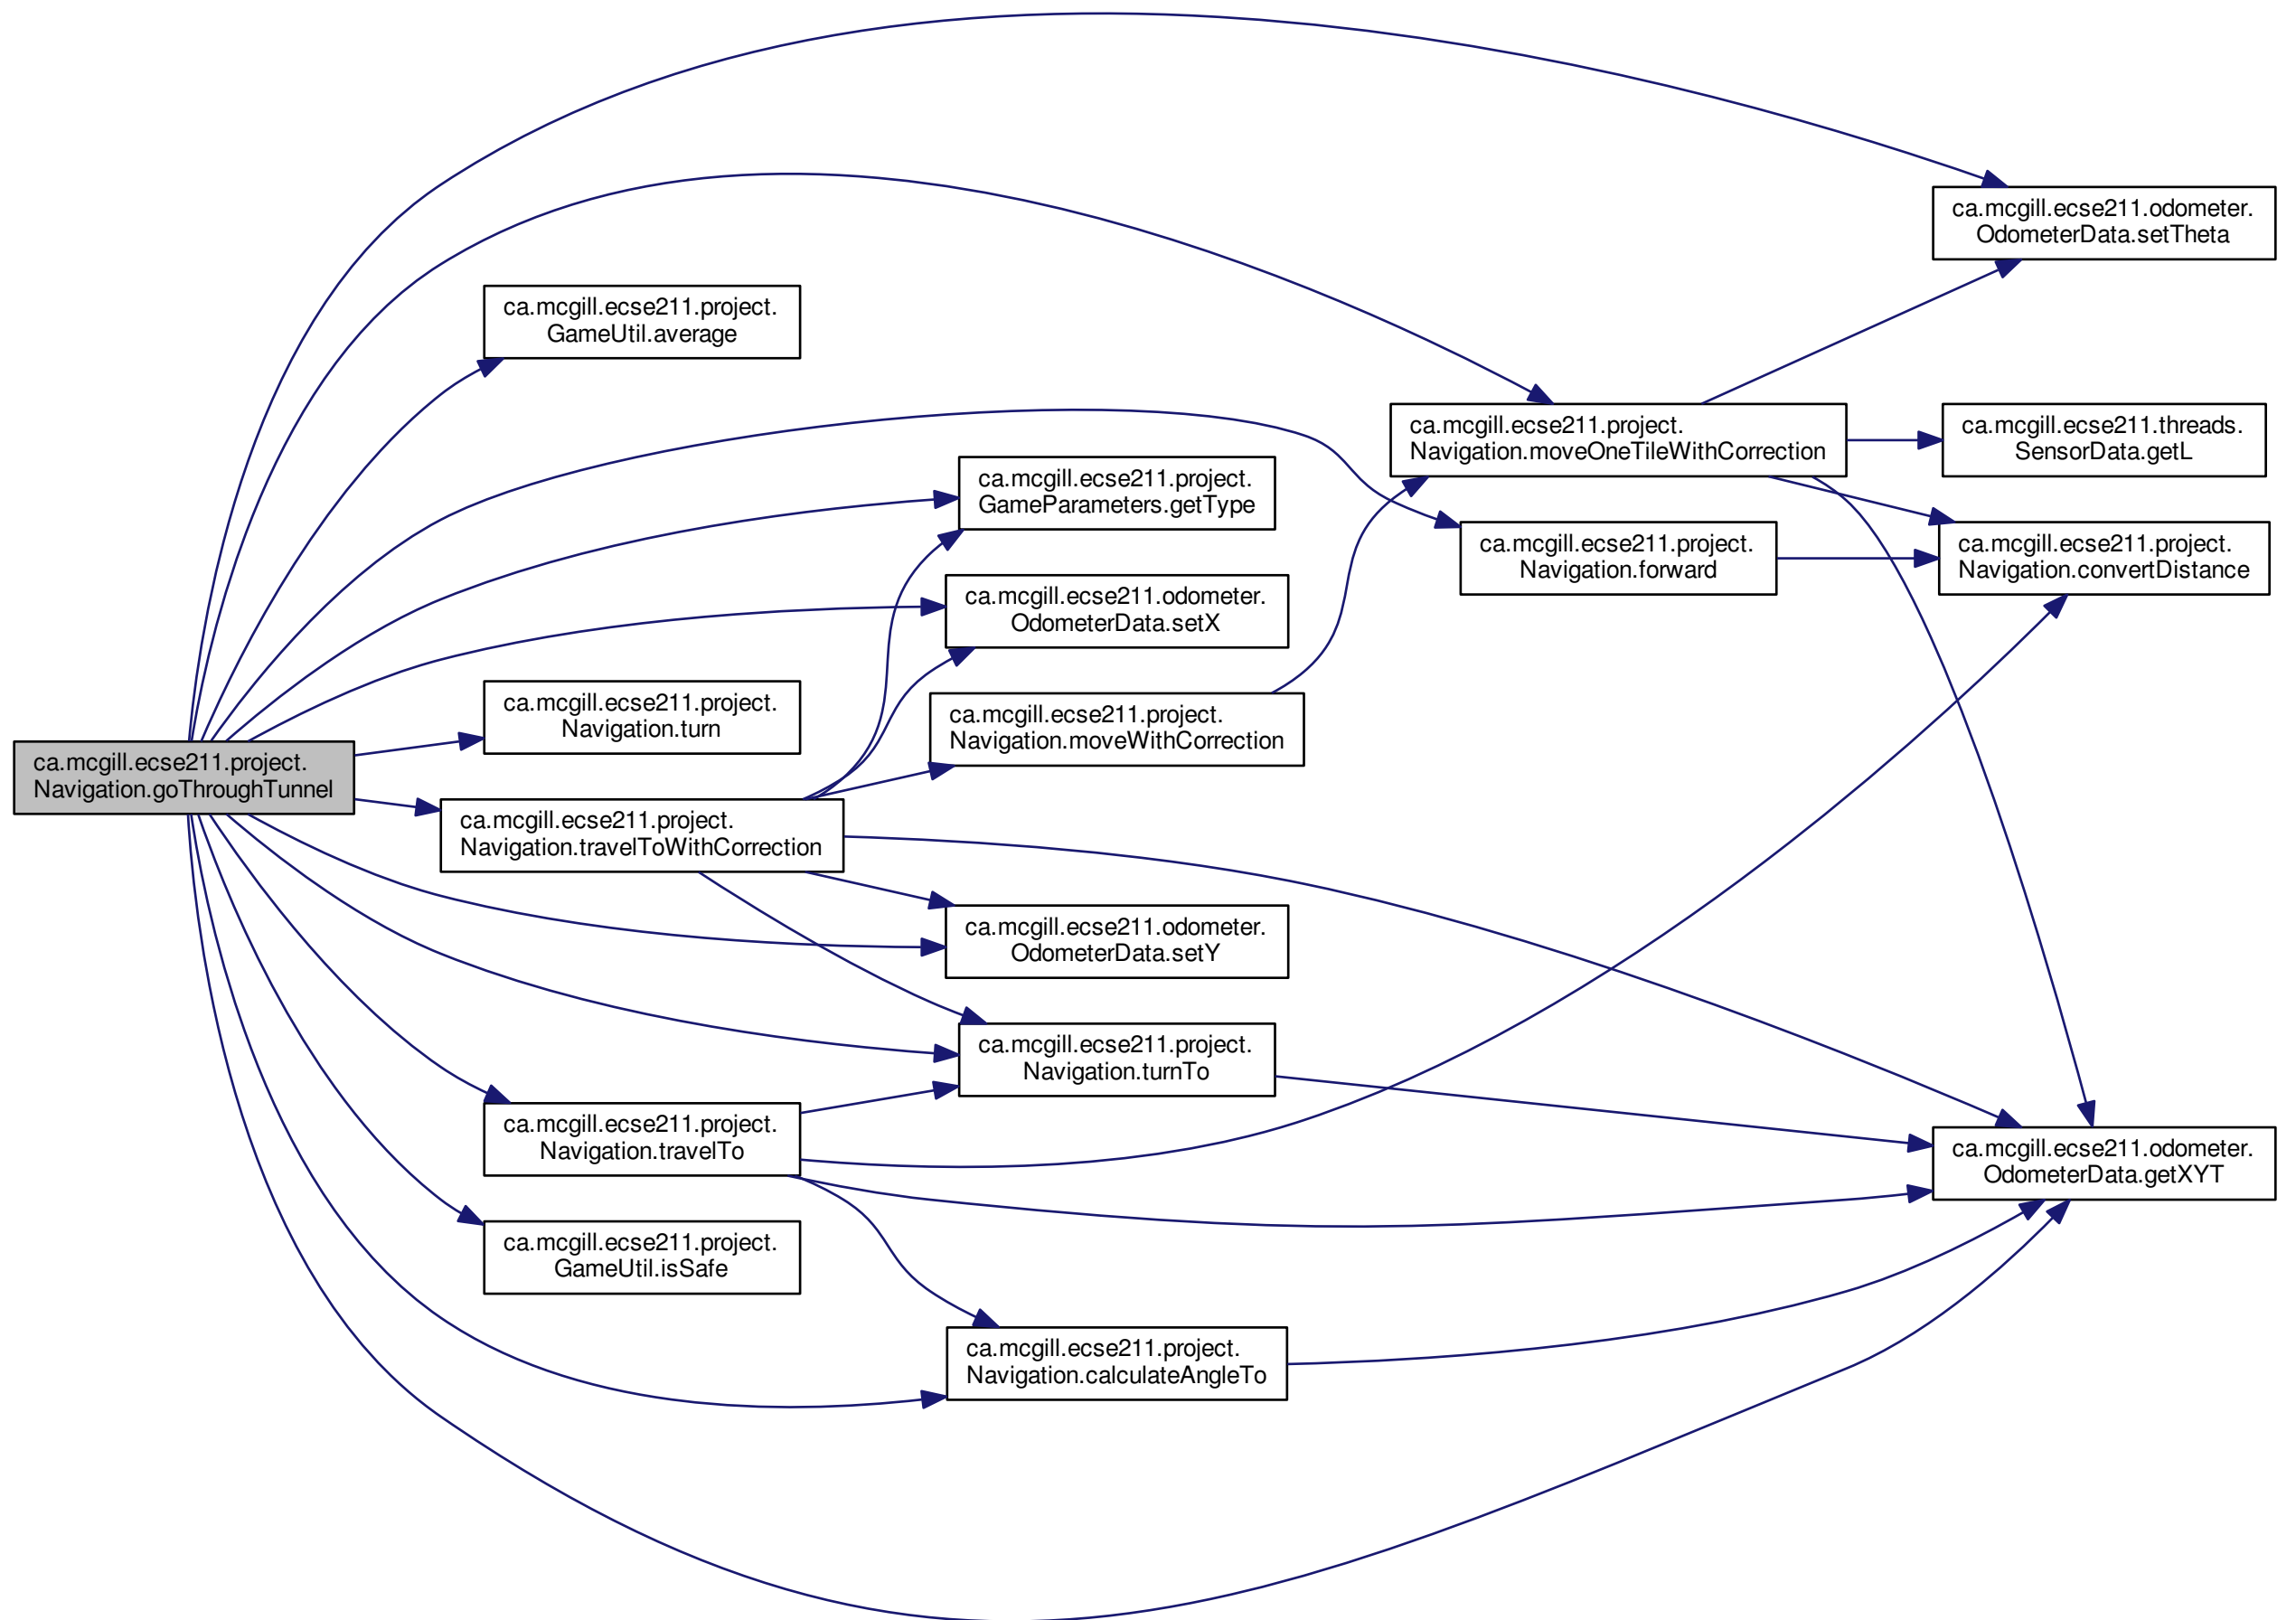 ca.mcgill.ecse211.odometer.
OdometerData.setTheta
ca.mcgill.ecse211.project.
GameUtil.average
ca.mcgill.ecse211.project.
Navigation.moveOneTileWithCorrection
ca.mcgill.ecse211.threads.
SensorData.getL
ca.mcgill.ecse211.project.
GameParameters.getType
ca.mcgill.ecse211.project.
Navigation.forward
ca.mcgill.ecse211.project.
Navigation.convertDistance
ca.mcgill.ecse211.odometer.
OdometerData.setX
ca.mcgill.ecse211.project.
Navigation.turn
ca.mcgill.ecse211.project.
Navigation.moveWithCorrection
ca.mcgill.ecse211.project.
Navigation.goThroughTunnel
ca.mcgill.ecse211.project.
Navigation.travelToWithCorrection
ca.mcgill.ecse211.odometer.
OdometerData.setY
ca.mcgill.ecse211.project.
Navigation.turnTo
ca.mcgill.ecse211.project.
Navigation.travelTo
ca.mcgill.ecse211.odometer.
OdometerData.getXYT
ca.mcgill.ecse211.project.
GameUtil.isSafe
ca.mcgill.ecse211.project.
Navigation.calculateAngleTo